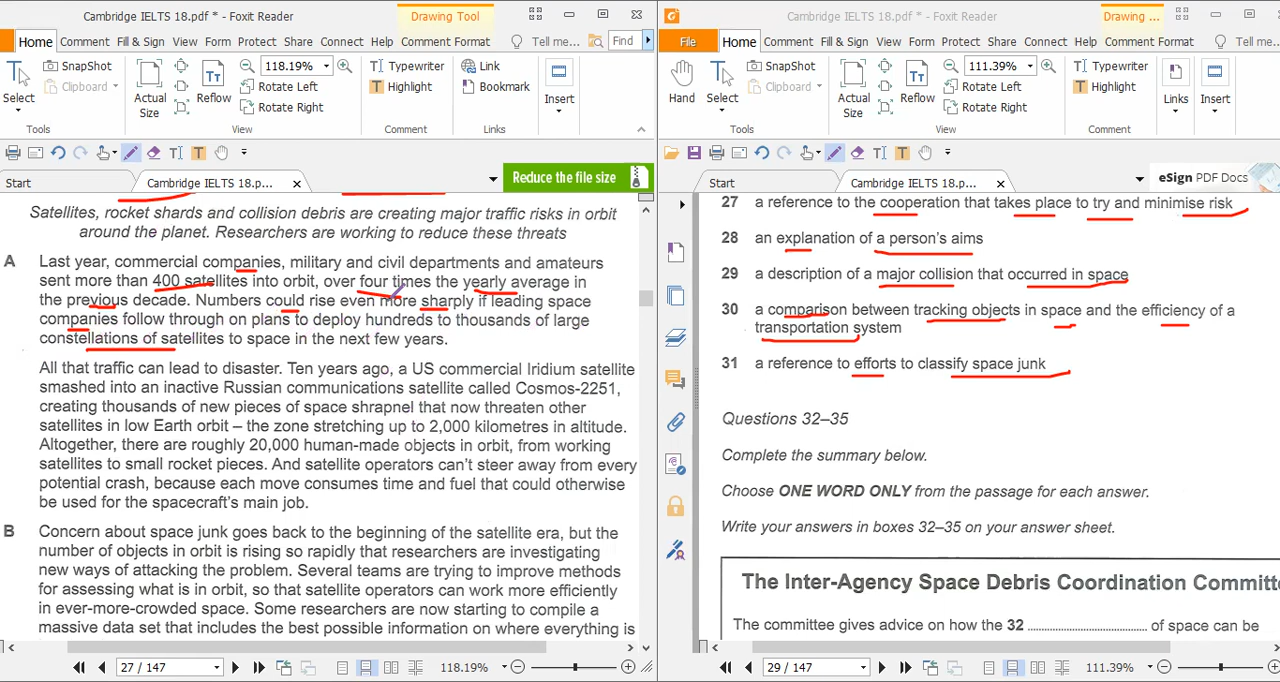 Cambridge IELTS 18.pdf * - Foxit Reader
Drawing Tool
Home Comment Fill & Sign View Form Protect Share Connect Help Comment Format Tell me... Find
SnapShot
Clipboard
Select
Actual Size
Reflow
118.19%
Rotate Left
Rotate Right
Typewriter
Highlight
Link
Bookmark
Insert
Tools View Comment Links
Reduce the file size
Start Cambridge IELTS 18.p...
Satellites, rocket shards and collision debris are creating major traffic risks in orbit
around the planet. Researchers are working to reduce these threats
A Last year, commercial companies, military and civil departments and amateurs
sent more than 400 satellites into orbit, over four times the yearly average in
the previous decade. Numbers could rise even more sharply if leading space
companies follow through on plans to deploy hundreds to thousands of large
constellations of satellites to space in the next few years.
All that traffic can lead to disaster. Ten years ago, a US commercial Iridium satellite
smashed into an inactive Russian communications satellite called Cosmos-2251,
creating thousands of new pieces of space shrapnel that now threaten other
satellites in low Earth orbit – the zone stretching up to 2,000 kilometres in altitude.
Altogether, there are roughly 20,000 human-made objects in orbit, from working
satellites to small rocket pieces. And satellite operators can't steer away from every
potential crash, because each move consumes time and fuel that could otherwise
be used for the spacecraft's main job.
B Concern about space junk goes back to the beginning of the satellite era, but the
number of objects in orbit is rising so rapidly that researchers are investigating
new ways of attacking the problem. Several teams are trying to improve methods
for assessing what is in orbit, so that satellite operators can work more efficiently
in ever-more-crowded space. Some researchers are now starting to compile a
massive data set that includes the best possible information on where everything is
27 / 147
118.19%
Cambridge IELTS 18.pdf * - Foxit Reader
Drawing ...
File Home Comment Fill & Sign View Form Protect Share Connect Help Comment Format Tell me...
Hand
Select
SnapShot
Clipboard
Actual Size
Reflow
111.39%
Rotate Left
Rotate Right
Typewriter
Highlight
Links
Insert
Tools View Comment
Start Cambridge IELTS 18.p...
eSign PDF Docs
27 a reference to the cooperation that takes place to try and minimise risk
28 an explanation of a person's aims
29 a description of a major collision that occurred in space
30 a comparison between tracking objects in space and the efficiency of a
transportation system
31 a reference to efforts to classify space junk
Questions 32–35
Complete the summary below.
Choose ONE WORD ONLY from the passage for each answer.
Write your answers in boxes 32–35 on your answer sheet.
The Inter-Agency Space Debris Coordination Committe
The committee gives advice on how the 32 .............................. of space can be
29 / 147
111.39%